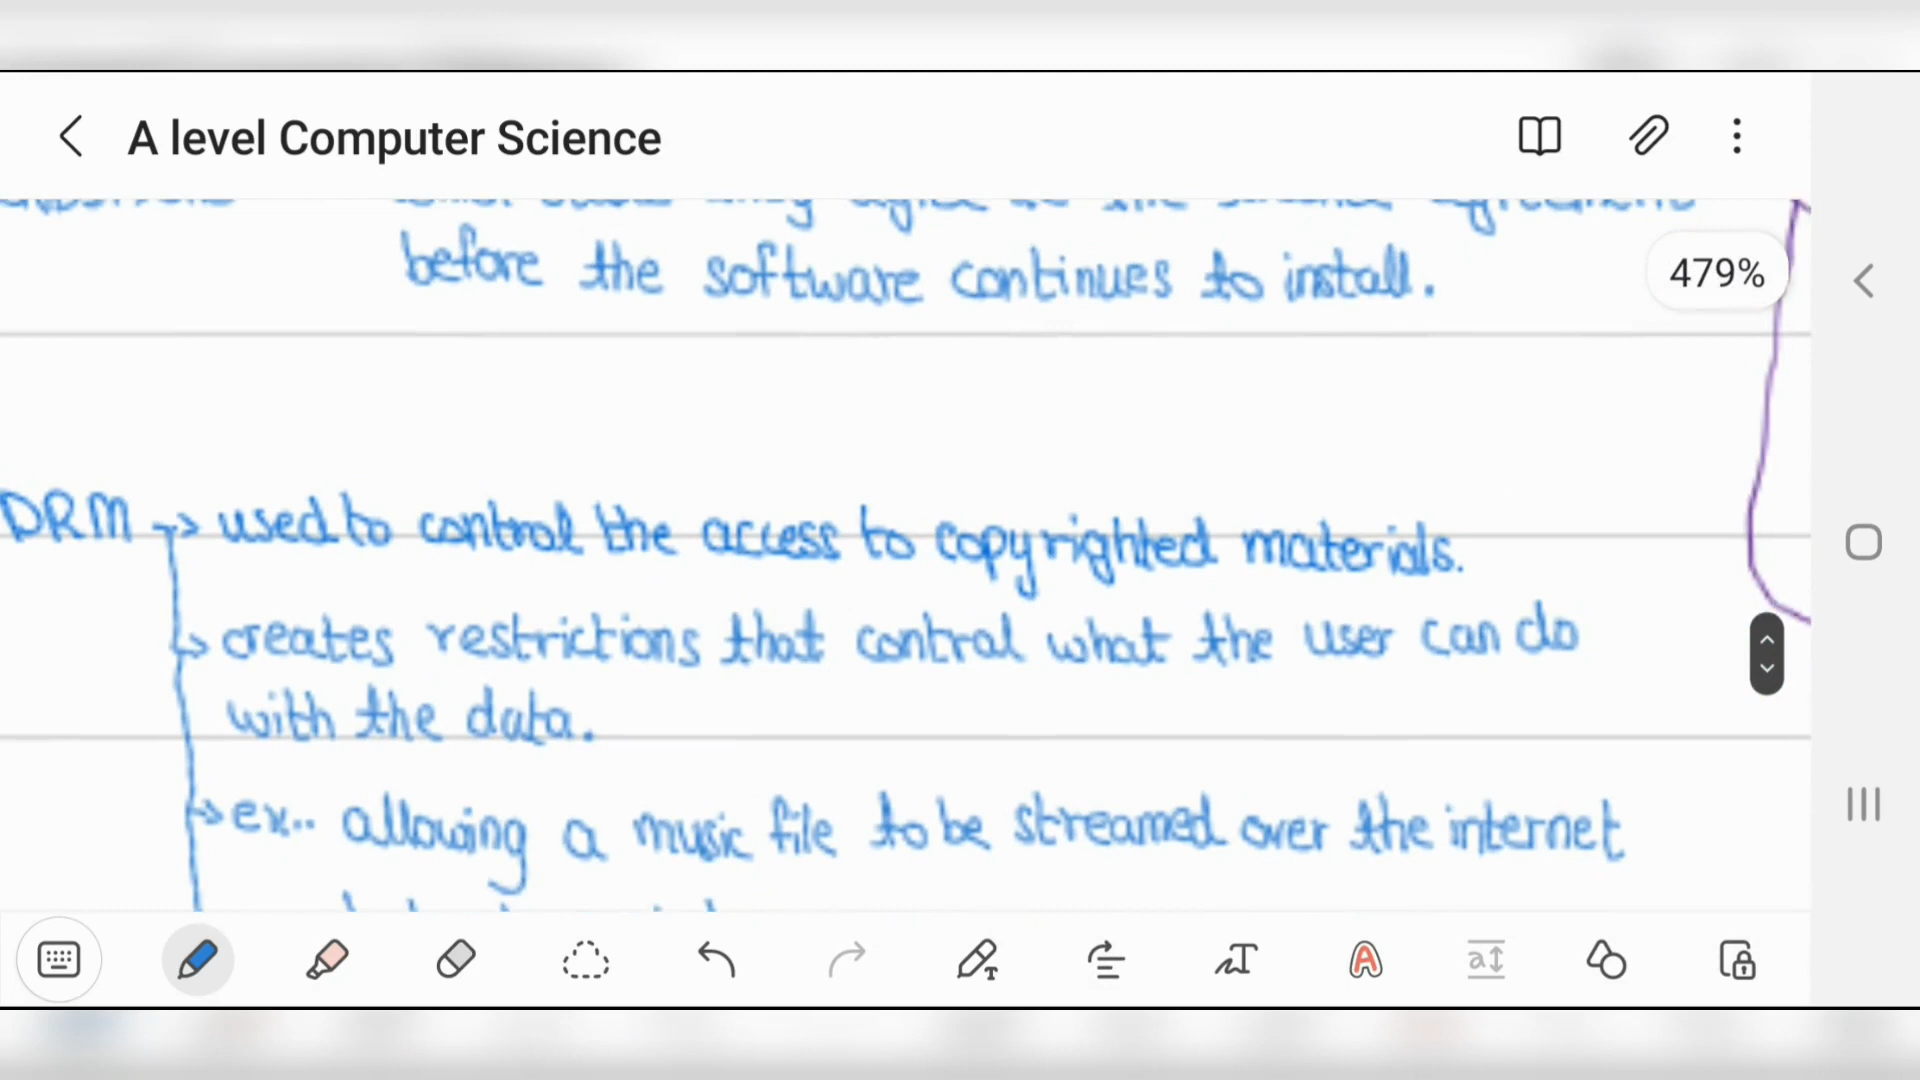 A level Computer Science
before the software continues to install.
479%
DRM → used to control the access to copyrighted materials.
↳ creates restrictions that control what the user can do
with the data.
↳ ex.. allowing a music file to be streamed over the internet